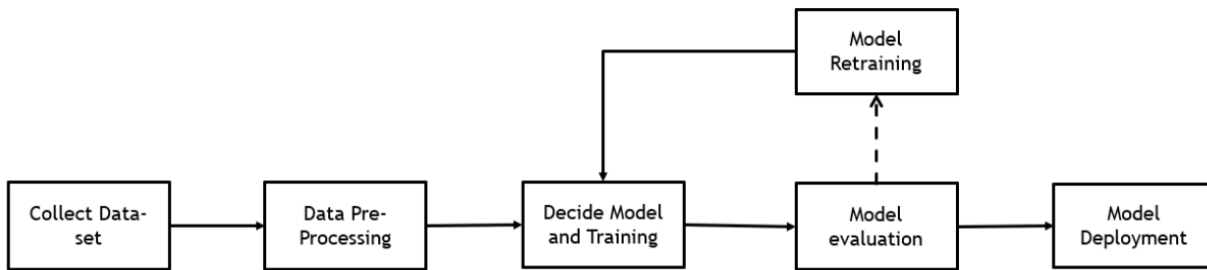 Model
Retraining
Collect Data-
set
Data Pre-
Processing
Decide Model
and Training
Model
evaluation
Model
Deployment